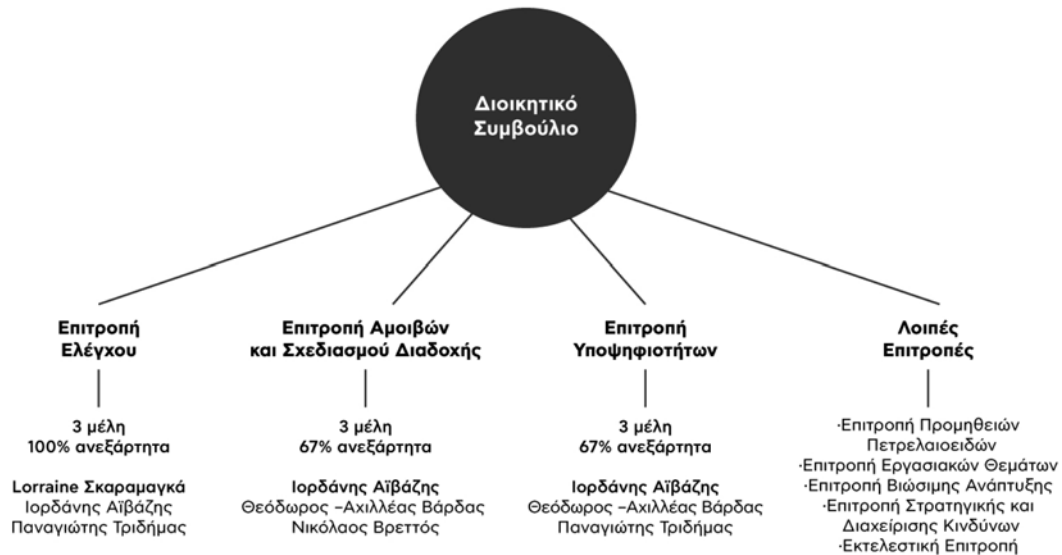 Διοικητικό
Συμβούλιο
Επιτροπή
Ελέγχου
3 μέλη
100% ανεξάρτητα
Lorraine Σκαραμαγκά
Ιορδάνης Αϊβάζης
Παναγιώτης Τριδήμας
Επιτροπή Αμοιβών
και Σχεδιασμού Διαδοχής
3 μέλη
67% ανεξάρτητα
Ιορδάνης Αϊβάζης
Θεόδωρος –Αχιλλέας Βάρδας
Νικόλαος Βρεττός
Επιτροπή
Υποψηφιοτήτων
3 μέλη
67% ανεξάρτητα
Ιορδάνης Αϊβάζης
Θεόδωρος –Αχιλλέας Βάρδας
Παναγιώτης Τριδήμας
Λοιπές
Επιτροπές
·Επιτροπή Προμηθειών
Πετρελαιοειδών
·Επιτροπή Εργασιακών Θεμάτων
·Επιτροπή Βιώσιμης Ανάπτυξης
·Επιτροπή Στρατηγικής και
Διαχείρισης Κινδύνων
·Εκτελεστική Επιτροπή